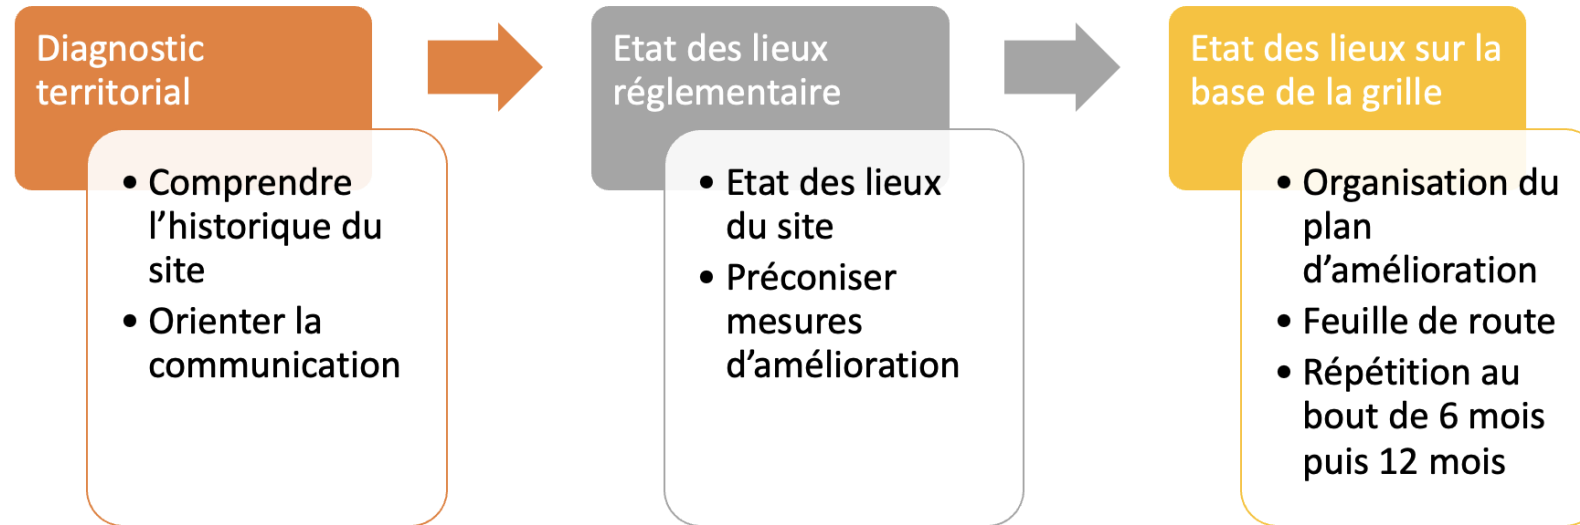 Diagnostic
territorial
• Comprendre
l’historique du
site
• Orienter la
communication
Etat des lieux
réglementaire
• Etat des lieux
du site
• Préconiser
mesures
d’amélioration
Etat des lieux sur la
base de la grille
• Organisation du
plan
d’amélioration
• Feuille de route
• Répétition au
bout de 6 mois
puis 12 mois